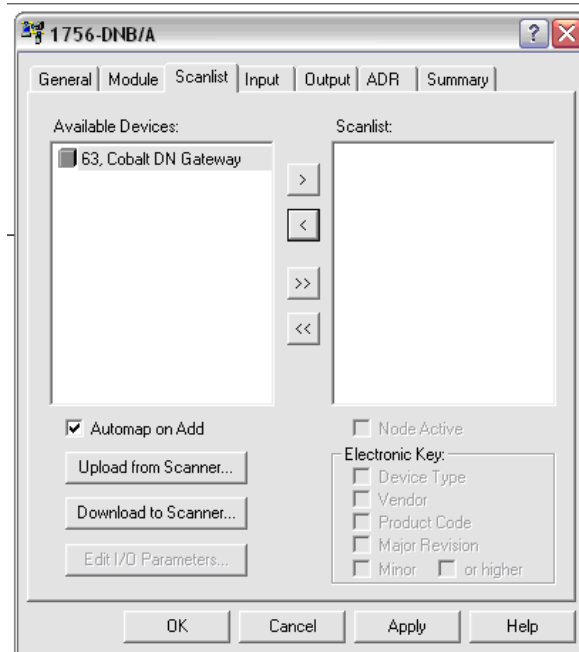 1756-DNB/A
General Module Scanlist Input Output ADR Summary
Available Devices:
63, Cobalt DN Gateway
Scanlist:
>
<
>>
<<
Automap on Add
Upload from Scanner...
Download to Scanner...
Edit I/O Parameters...
Node Active
Electronic Key:
Device Type
Vendor
Product Code
Major Revision
Minor or higher
OK Cancel Apply Help